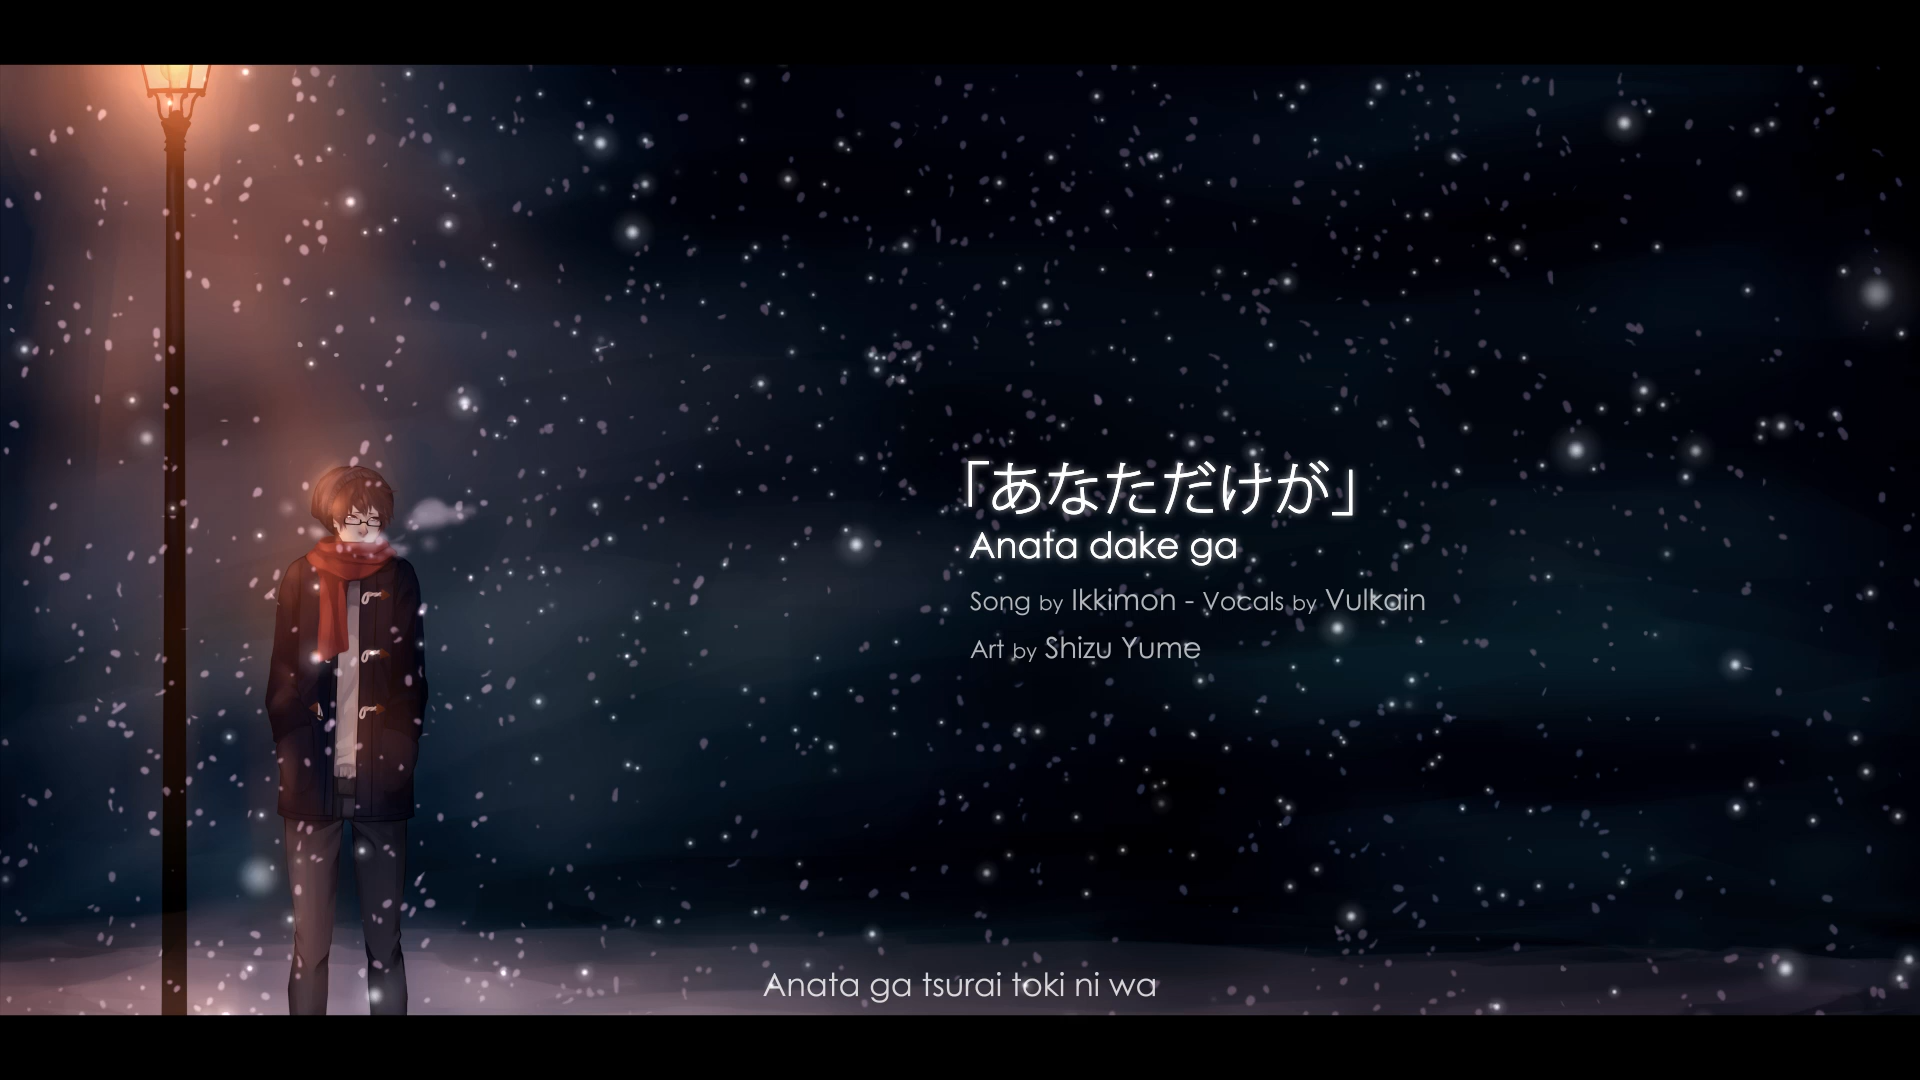 「あなただけが」
Anata dake ga
Song by Ikkimon - Vocals by Vulkain
Art by Shizu Yume
Anata ga tsurai toki ni wa